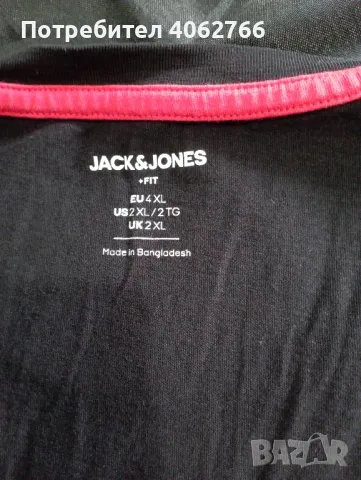 Потребител 4062766
JACK&JONES
+FIT
EU 4 XL
US 2 XL / 2 TG
UK 2 XL
Made in Bangladesh
BAZAR